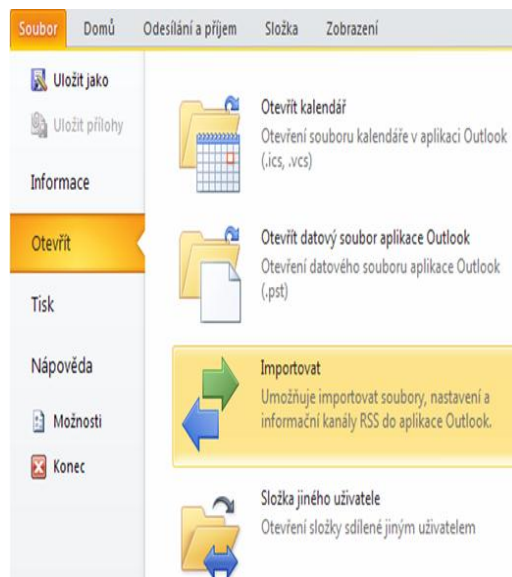 Soubor Domů Odesílání a příjem Složka Zobrazení
Uložit jako
Uložit přílohy
Informace
Otevřít
Tisk
Nápověda
Možnosti
Konec
Otevřít kalendář
Otevření souboru kalendáře v aplikaci Outlook
(.ics, .vcs)
Otevřít datový soubor aplikace Outlook
Otevření datového souboru aplikace Outlook
(.pst)
Importovat
Umožňuje importovat soubory, nastavení a
informační kanály RSS do aplikace Outlook.
Složka jiného uživatele
Otevření složky sdílené jiným uživatelem